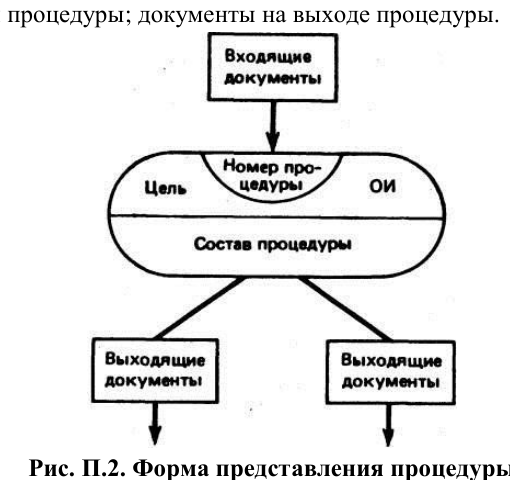 процедуры; документы на выходе процедуры.
Входящие
документы
Номер про-
цедуры
Цель
ОИ
Состав процедуры
Выходящие
документы
Выходящие
документы
Рис. П.2. Форма представления процедуры